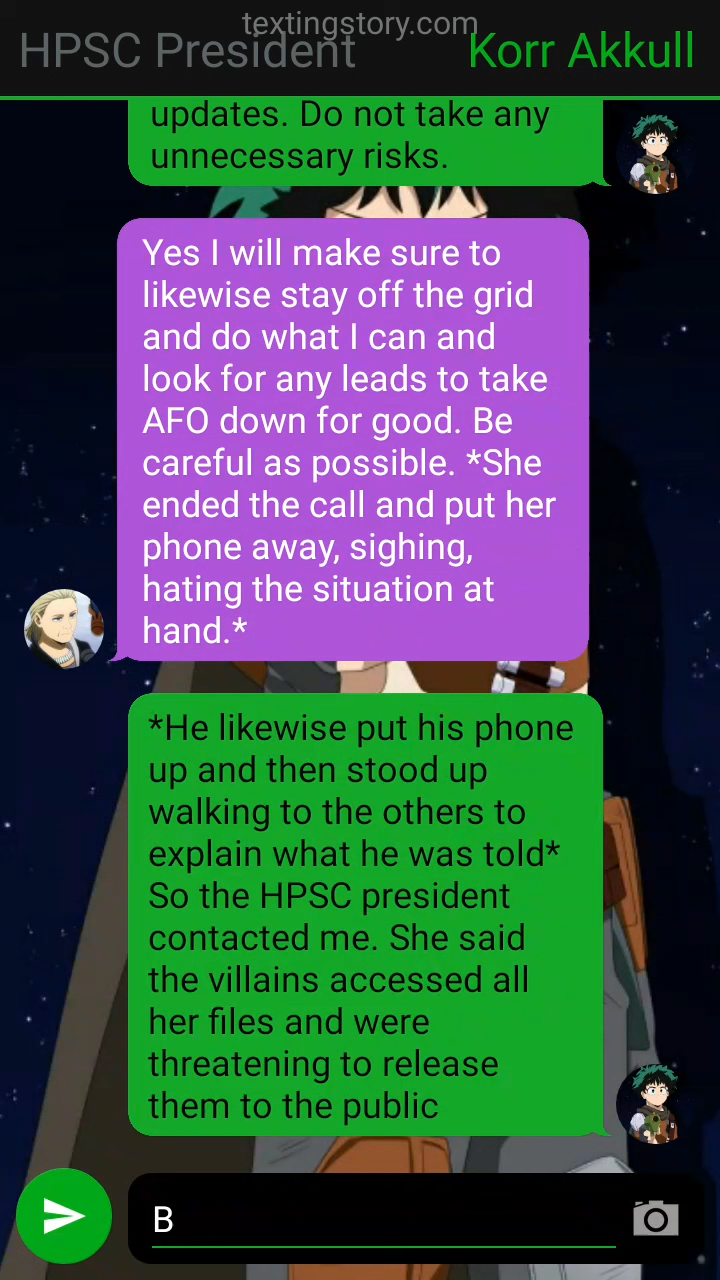 textingstory.com
HPSC President
Korr Akkull
updates. Do not take any
unnecessary risks.
Yes I will make sure to
likewise stay off the grid
and do what I can and
look for any leads to take
AFO down for good. Be
careful as possible. *She
ended the call and put her
phone away, sighing,
hating the situation at
hand.*
*He likewise put his phone
up and then stood up
walking to the others to
explain what he was told*
So the HPSC president
contacted me. She said
the villains accessed all
her files and were
threatening to release
them to the public
B